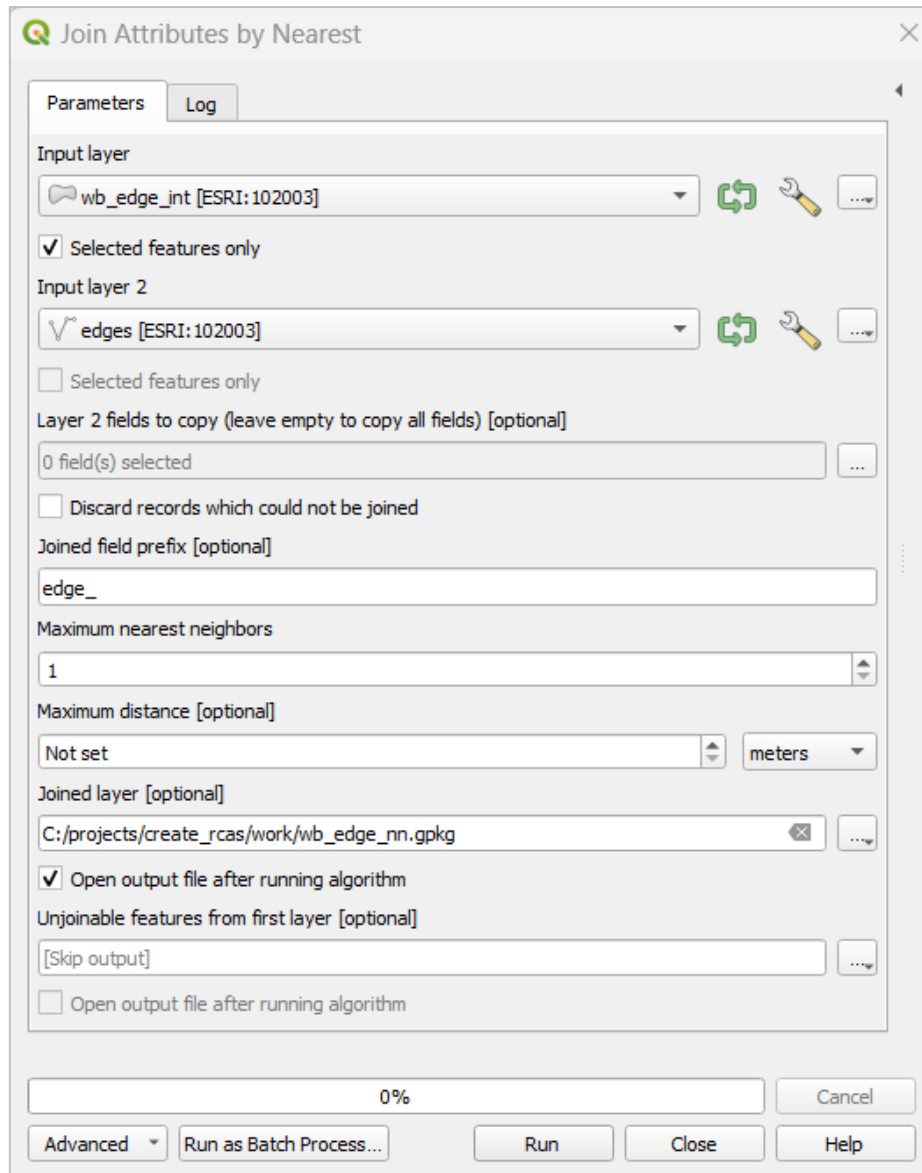 Join Attributes by Nearest
Parameters Log
Input layer
wb_edge_int [ESRI:102003]
...
Selected features only
Input layer 2
edges [ESRI:102003]
...
Selected features only
Layer 2 fields to copy (leave empty to copy all fields) [optional]
0 field(s) selected
...
Discard records which could not be joined
Joined field prefix [optional]
edge_
Maximum nearest neighbors
1
Maximum distance [optional]
Not set meters
Joined layer [optional]
C:/projects/create_rcas/work/wb_edge_nn.gpkg
...
Open output file after running algorithm
Unjoinable features from first layer [optional]
[Skip output]
...
Open output file after running algorithm
0% Cancel
Advanced Run as Batch Process... Run Close Help